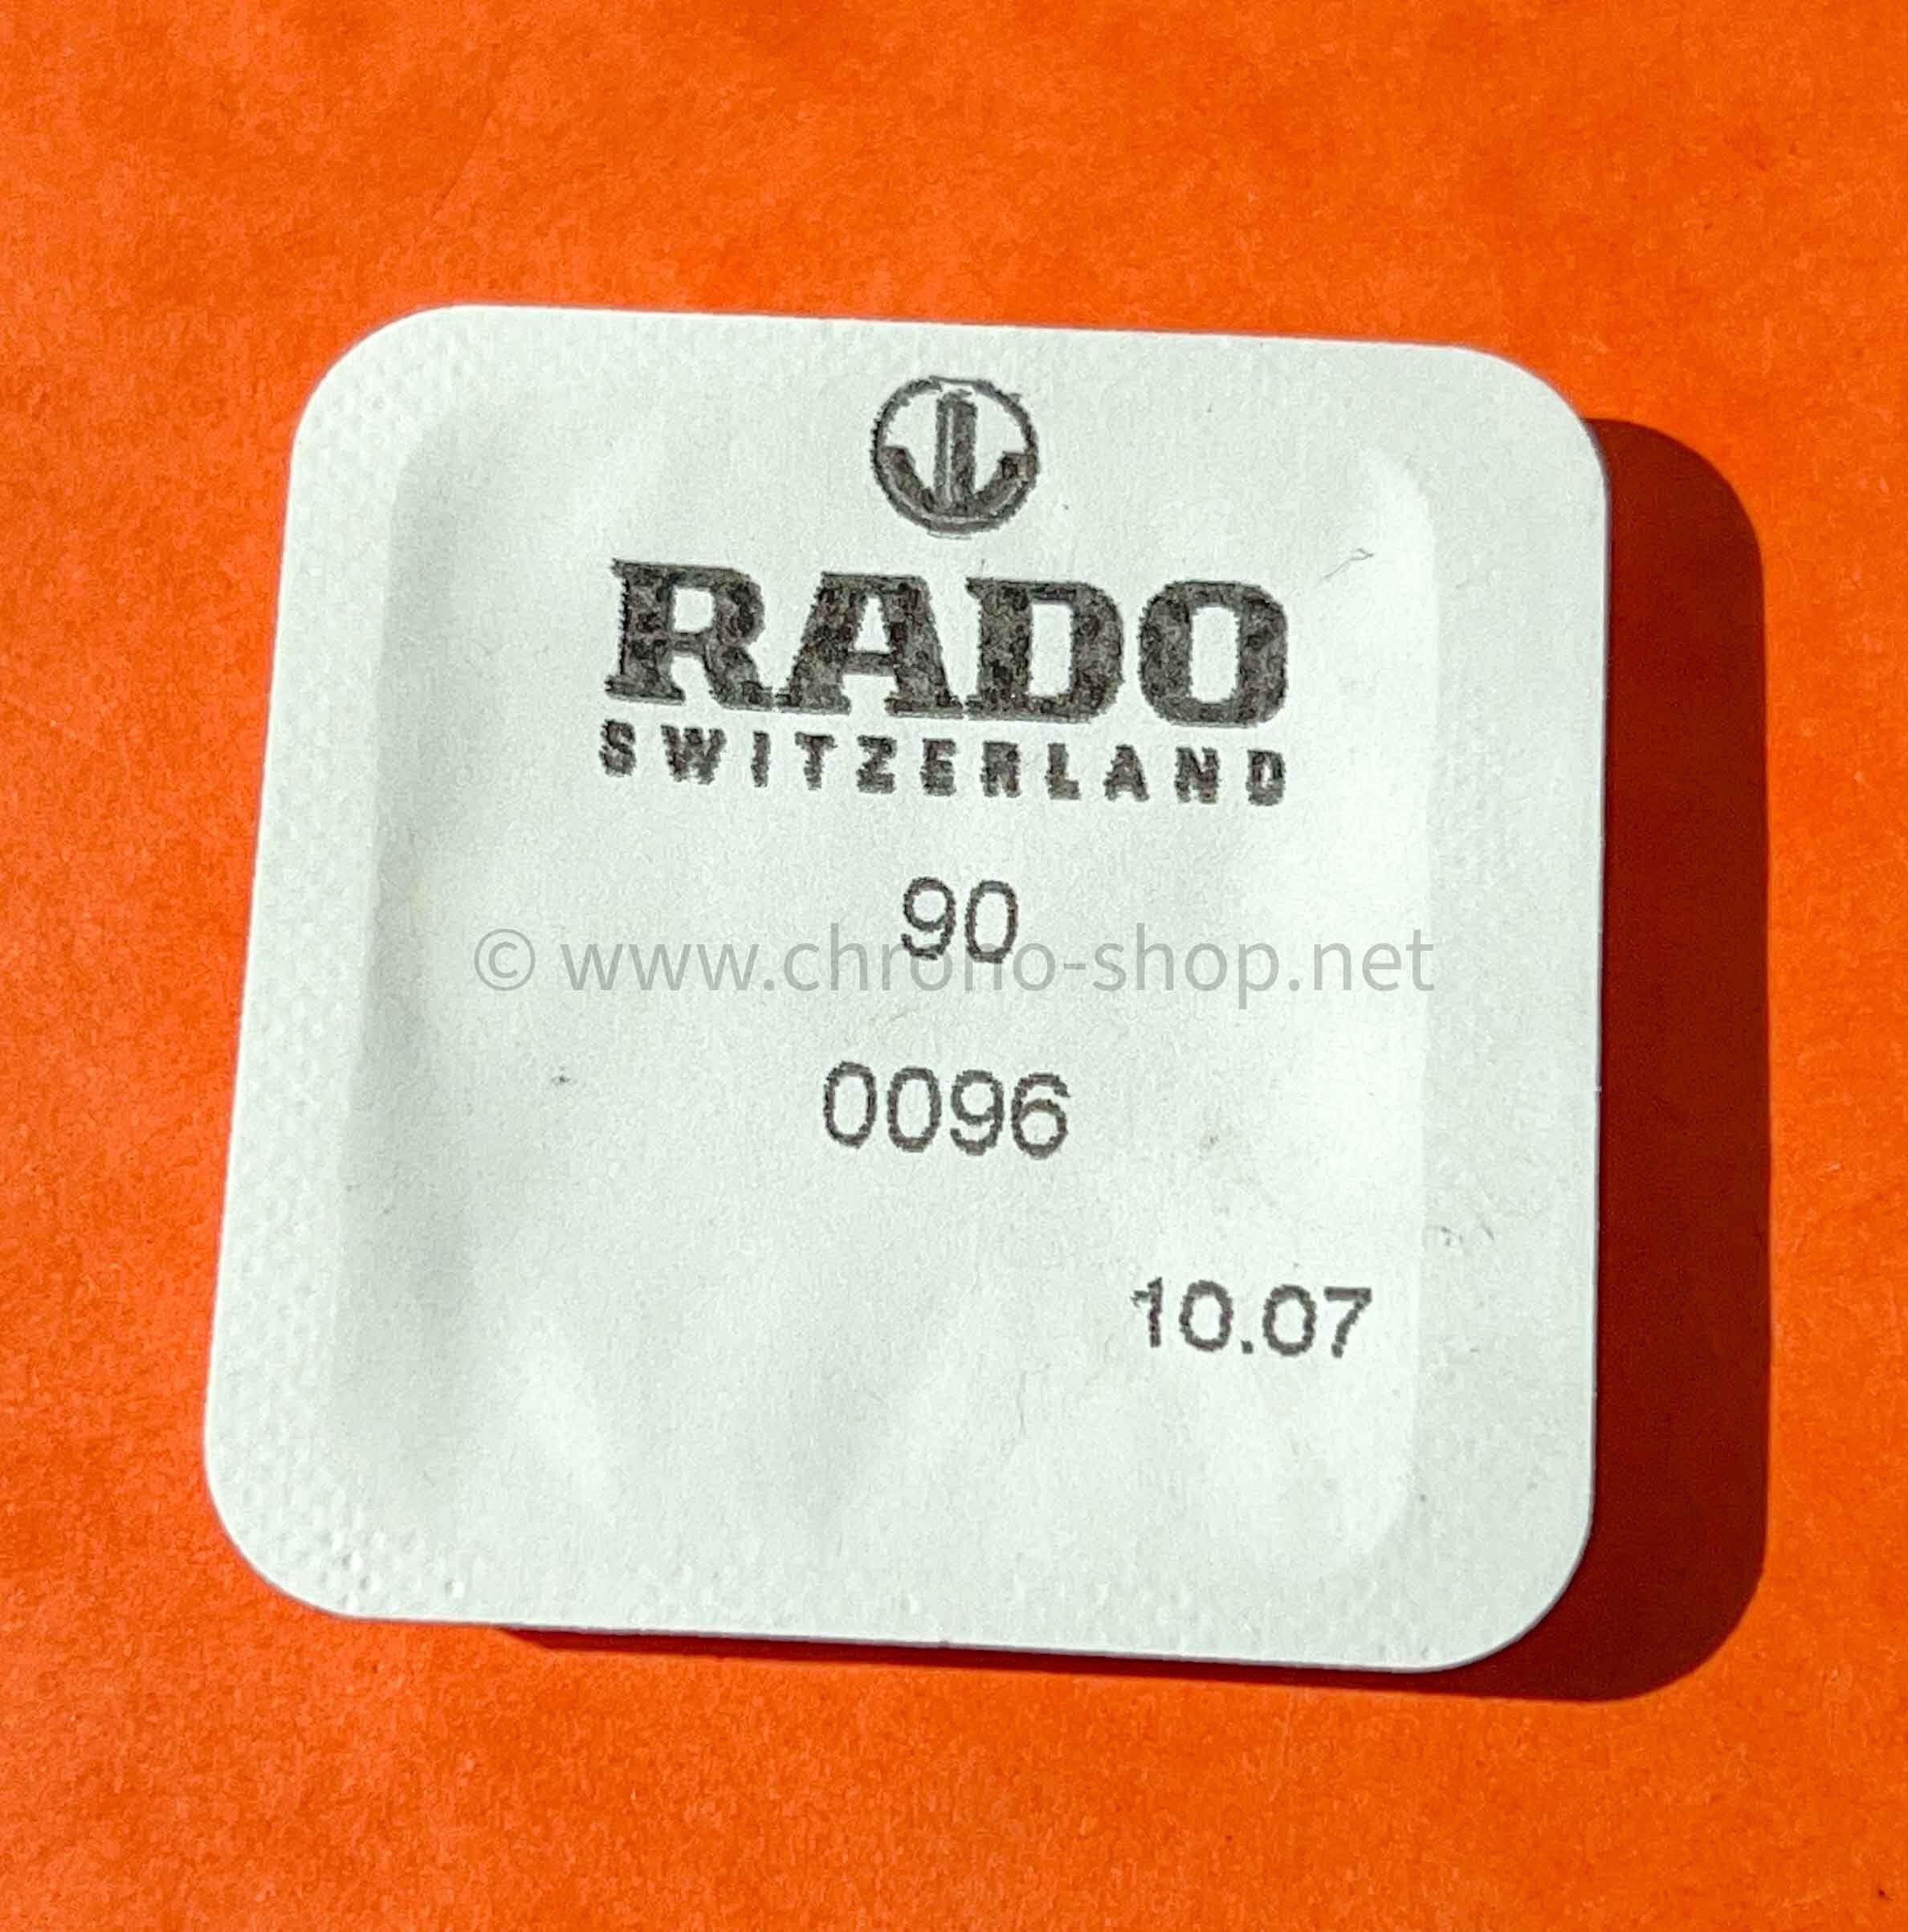 RADO
SWITZERLAND
90
© www.chrono-shop.net
0096
10.07